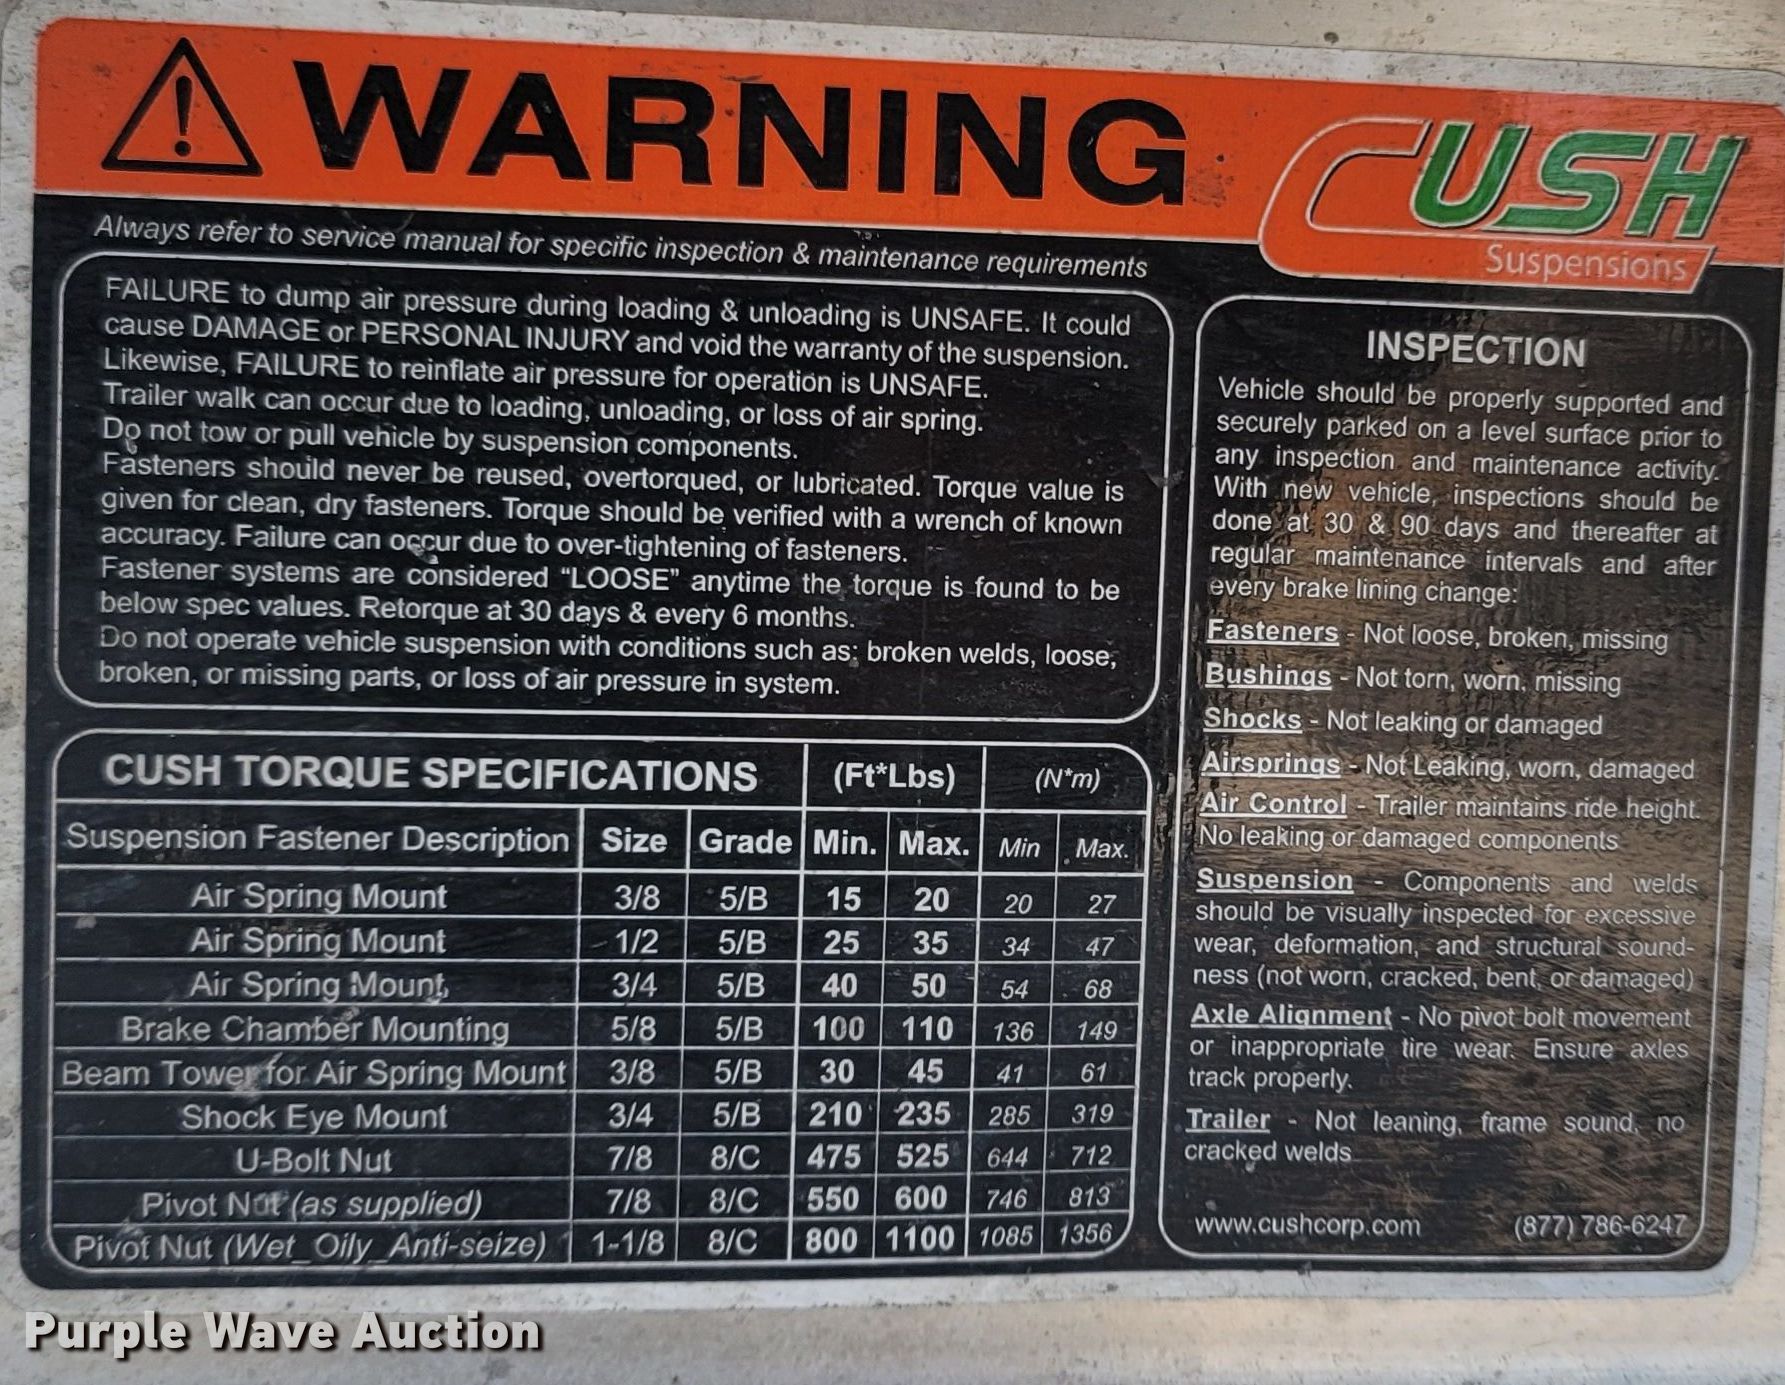 WARNING
CUSH
Suspensions
Always refer to service manual for specific inspection & maintenance requirements
FAILURE to dump air pressure during loading & unloading is UNSAFE. It could
cause DAMAGE or PERSONAL INJURY and void the warranty of the suspension.
Likewise, FAILURE to reinflate air pressure for operation is UNSAFE.
Trailer walk can occur due to loading, unloading, or loss of air spring.
Do not tow or pull vehicle by suspension components.
Fasteners should never be reused, overtorqued, or lubricated. Torque value is
given for clean, dry fasteners. Torque should be verified with a wrench of known
accuracy. Failure can occur due to over-tightening of fasteners.
Fastener systems are considered “LOOSE” anytime the torque is found to be
below spec values. Retorque at 30 days & every 6 months.
Do not operate vehicle suspension with conditions such as: broken welds, loose,
broken, or missing parts, or loss of air pressure in system.
CUSH TORQUE SPECIFICATIONS (Ft*Lbs) (N*m)
Suspension Fastener Description Size Grade Min. Max. Min Max.
Air Spring Mount 3/8 5/B 15 20 20 27
Air Spring Mount 1/2 5/B 25 35 34 47
Air Spring Mount 3/4 5/B 40 50 54 68
Brake Chamber Mounting 5/8 5/B 100 110 136 149
Beam Tower for Air Spring Mount 3/8 5/B 30 45 41 61
Shock Eye Mount 3/4 5/B 210 235 285 319
U-Bolt Nut 7/8 8/C 475 525 644 712
Pivot Nut (as supplied) 7/8 8/C 550 600 746 813
Pivot Nut (Wet_Oily_Anti-seize) 1-1/8 8/C 800 1100 1085 1356
INSPECTION
Vehicle should be properly supported and
securely parked on a level surface prior to
any inspection and maintenance activity.
With new vehicle, inspections should be
done at 30 & 90 days and thereafter at
regular maintenance intervals and after
every brake lining change:
Fasteners - Not loose, broken, missing
Bushings - Not torn, worn, missing
Shocks - Not leaking or damaged
Airsprings - Not Leaking, worn, damaged
Air Control - Trailer maintains ride height.
No leaking or damaged components
Suspension - Components and welds
should be visually inspected for excessive
wear, deformation, and structural sound-
ness (not worn, cracked, bent, or damaged)
Axle Alignment - No pivot bolt movement
or inappropriate tire wear. Ensure axles
track properly.
Trailer - Not leaning, frame sound, no
cracked welds
www.cushcorp.com (877) 786-6247
Purple Wave Auction